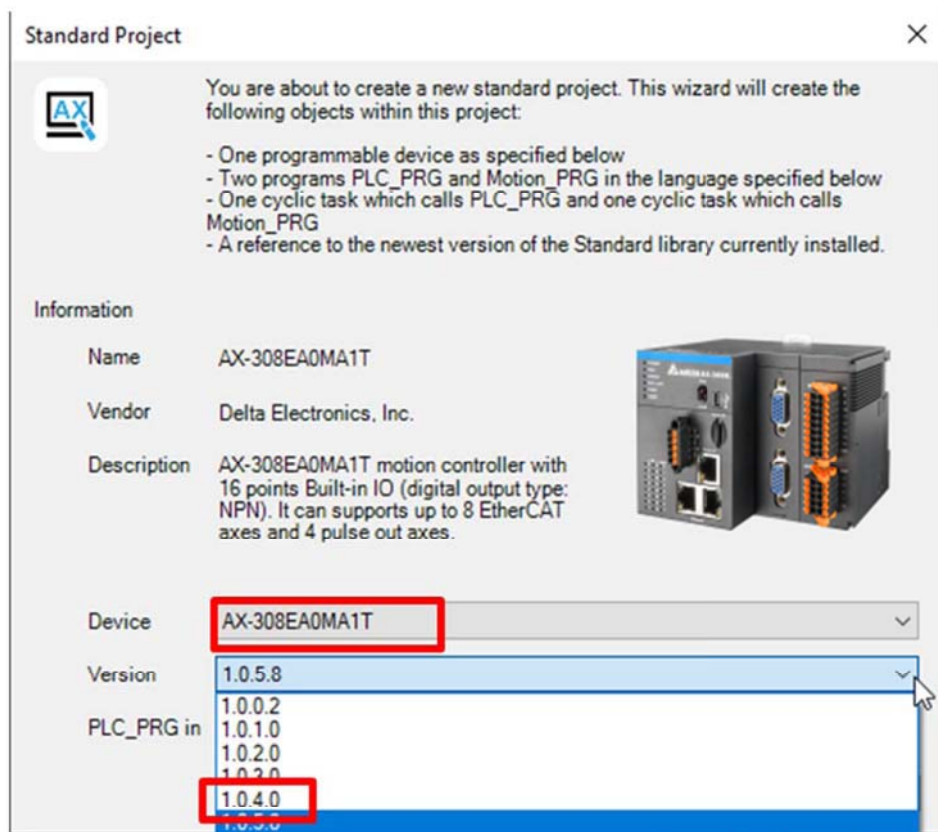 Standard Project
AX
You are about to create a new standard project. This wizard will create the
following objects within this project:
- One programmable device as specified below
- Two programs PLC_PRG and Motion_PRG in the language specified below
- One cyclic task which calls PLC_PRG and one cyclic task which calls
Motion_PRG
- A reference to the newest version of the Standard library currently installed.
Information
Name AX-308EA0MA1T
Vendor Delta Electronics, Inc.
Description AX-308EA0MA1T motion controller with
16 points Built-in IO (digital output type:
NPN). It can supports up to 8 EtherCAT
axes and 4 pulse out axes.
Device AX-308EA0MA1T
Version 1.0.5.8
1.0.0.2
PLC_PRG in 1.0.1.0
1.0.2.0
1.0.3.0
1.0.4.0